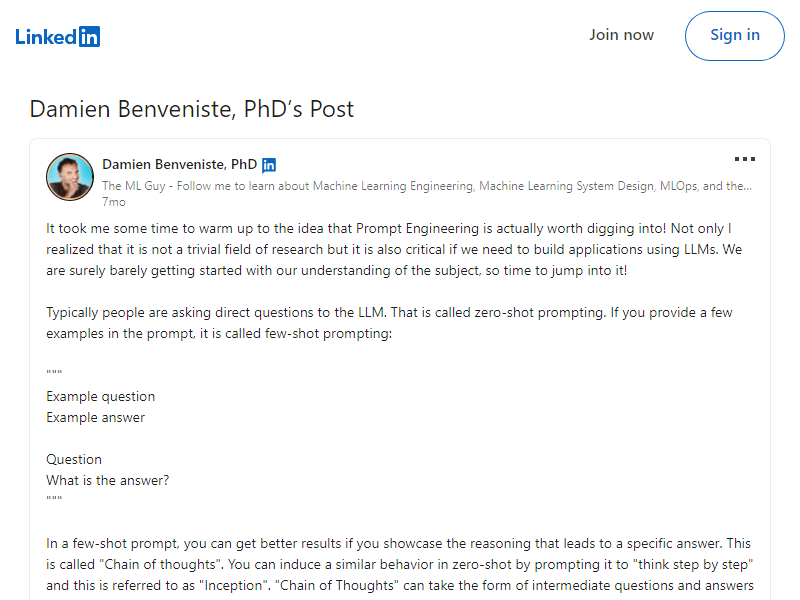 LinkedIn
Join now
Sign in
Damien Benveniste, PhD’s Post
Damien Benveniste, PhD in
The ML Guy - Follow me to learn about Machine Learning Engineering, Machine Learning System Design, MLOps, and the...
7mo
It took me some time to warm up to the idea that Prompt Engineering is actually worth digging into! Not only I
realized that it is not a trivial field of research but it is also critical if we need to build applications using LLMs. We
are surely barely getting started with our understanding of the subject, so time to jump into it!
Typically people are asking direct questions to the LLM. That is called zero-shot prompting. If you provide a few
examples in the prompt, it is called few-shot prompting:
"""
Example question
Example answer
Question
What is the answer?
"""
In a few-shot prompt, you can get better results if you showcase the reasoning that leads to a specific answer. This
is called "Chain of thoughts". You can induce a similar behavior in zero-shot by prompting it to "think step by step"
and this is referred to as "Inception". "Chain of Thoughts" can take the form of intermediate questions and answers